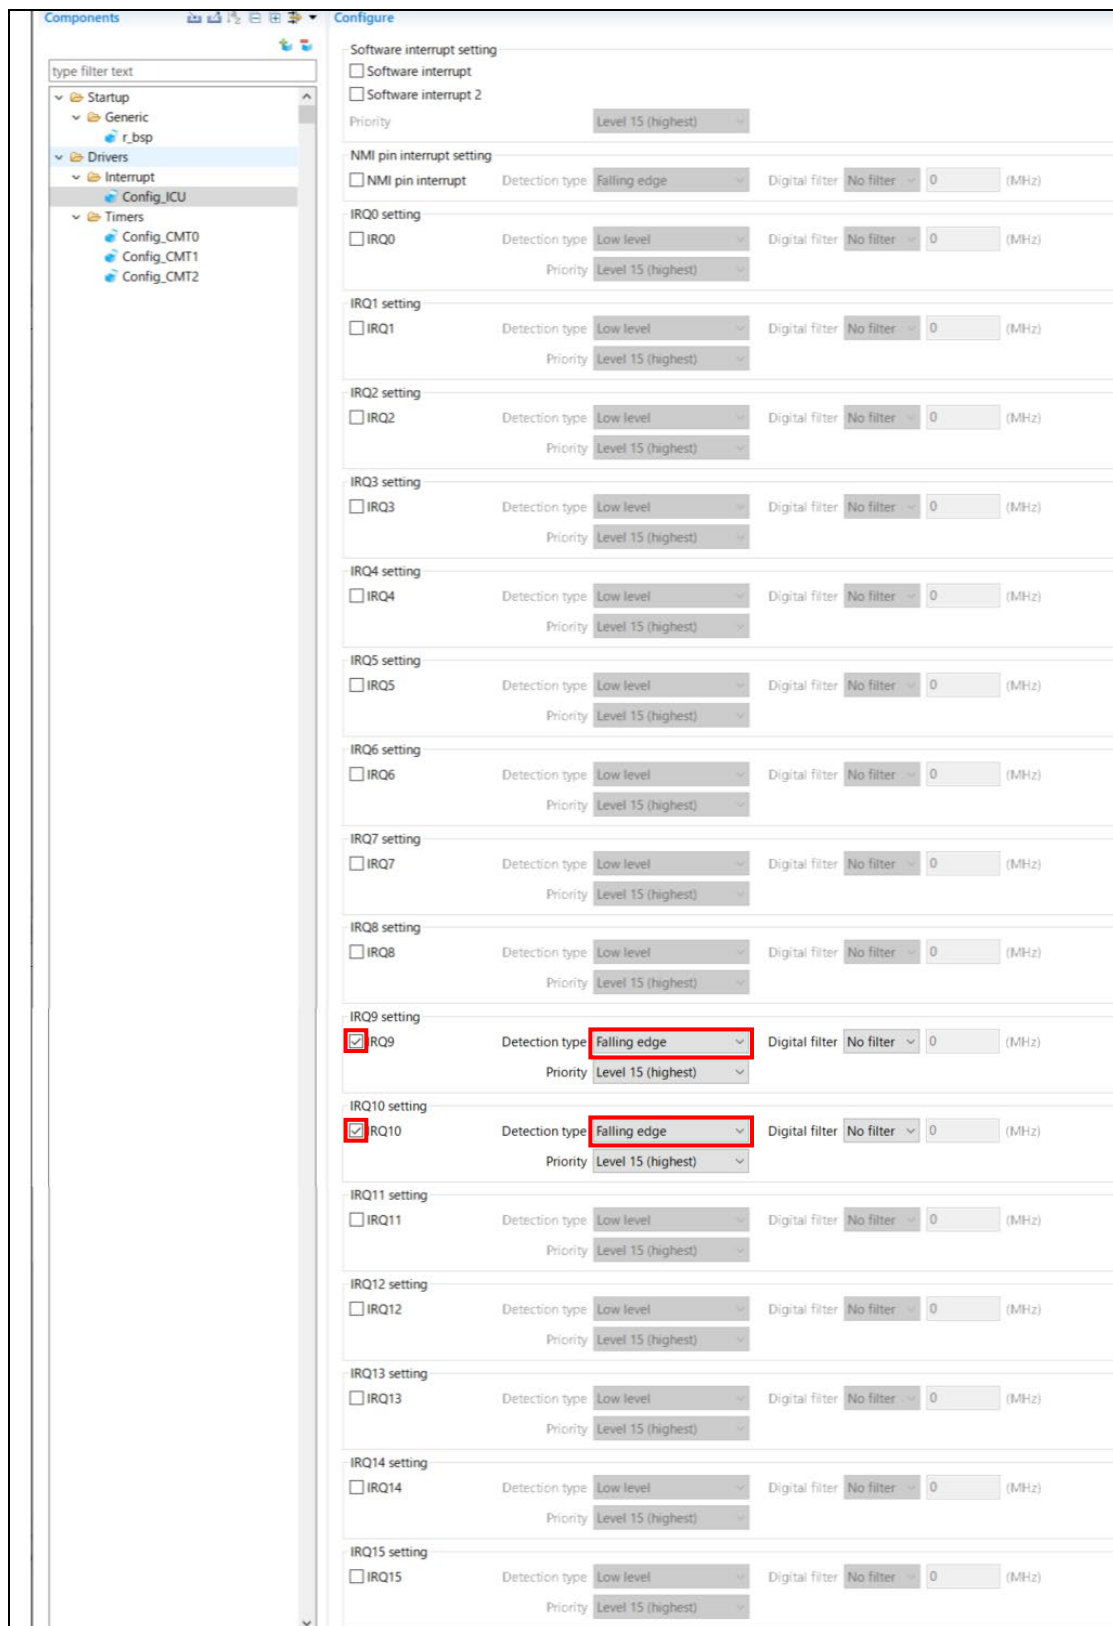 Components
Configure
type filter text
Startup
Generic
r_bsp
Drivers
Interrupt
Config_ICU
Timers
Config_CMT0
Config_CMT1
Config_CMT2
Software interrupt setting
Software interrupt
Software interrupt 2
Priority Level 15 (highest)
NMI pin interrupt setting
NMI pin interrupt Detection type Falling edge Digital filter No filter 0 (MHz)
IRQ0 setting
IRQ0 Detection type Low level Digital filter No filter 0 (MHz)
Priority Level 15 (highest)
IRQ1 setting
IRQ1 Detection type Low level Digital filter No filter 0 (MHz)
Priority Level 15 (highest)
IRQ2 setting
IRQ2 Detection type Low level Digital filter No filter 0 (MHz)
Priority Level 15 (highest)
IRQ3 setting
IRQ3 Detection type Low level Digital filter No filter 0 (MHz)
Priority Level 15 (highest)
IRQ4 setting
IRQ4 Detection type Low level Digital filter No filter 0 (MHz)
Priority Level 15 (highest)
IRQ5 setting
IRQ5 Detection type Low level Digital filter No filter 0 (MHz)
Priority Level 15 (highest)
IRQ6 setting
IRQ6 Detection type Low level Digital filter No filter 0 (MHz)
Priority Level 15 (highest)
IRQ7 setting
IRQ7 Detection type Low level Digital filter No filter 0 (MHz)
Priority Level 15 (highest)
IRQ8 setting
IRQ8 Detection type Low level Digital filter No filter 0 (MHz)
Priority Level 15 (highest)
IRQ9 setting
IRQ9 Detection type Falling edge Digital filter No filter 0 (MHz)
Priority Level 15 (highest)
IRQ10 setting
IRQ10 Detection type Falling edge Digital filter No filter 0 (MHz)
Priority Level 15 (highest)
IRQ11 setting
IRQ11 Detection type Low level Digital filter No filter 0 (MHz)
Priority Level 15 (highest)
IRQ12 setting
IRQ12 Detection type Low level Digital filter No filter 0 (MHz)
Priority Level 15 (highest)
IRQ13 setting
IRQ13 Detection type Low level Digital filter No filter 0 (MHz)
Priority Level 15 (highest)
IRQ14 setting
IRQ14 Detection type Low level Digital filter No filter 0 (MHz)
Priority Level 15 (highest)
IRQ15 setting
IRQ15 Detection type Low level Digital filter No filter 0 (MHz)
Priority Level 15 (highest)